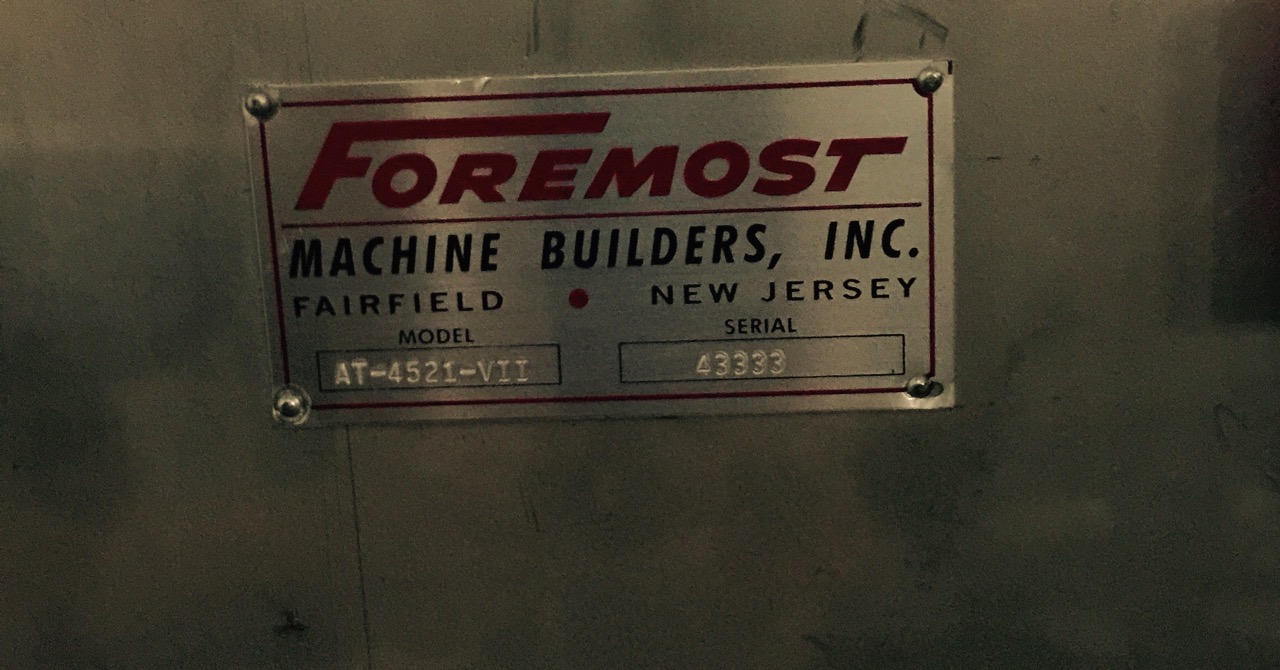 FOREMOST
MACHINE BUILDERS, INC.
FAIRFIELD • NEW JERSEY
MODEL SERIAL
AT-4521-VII 43333